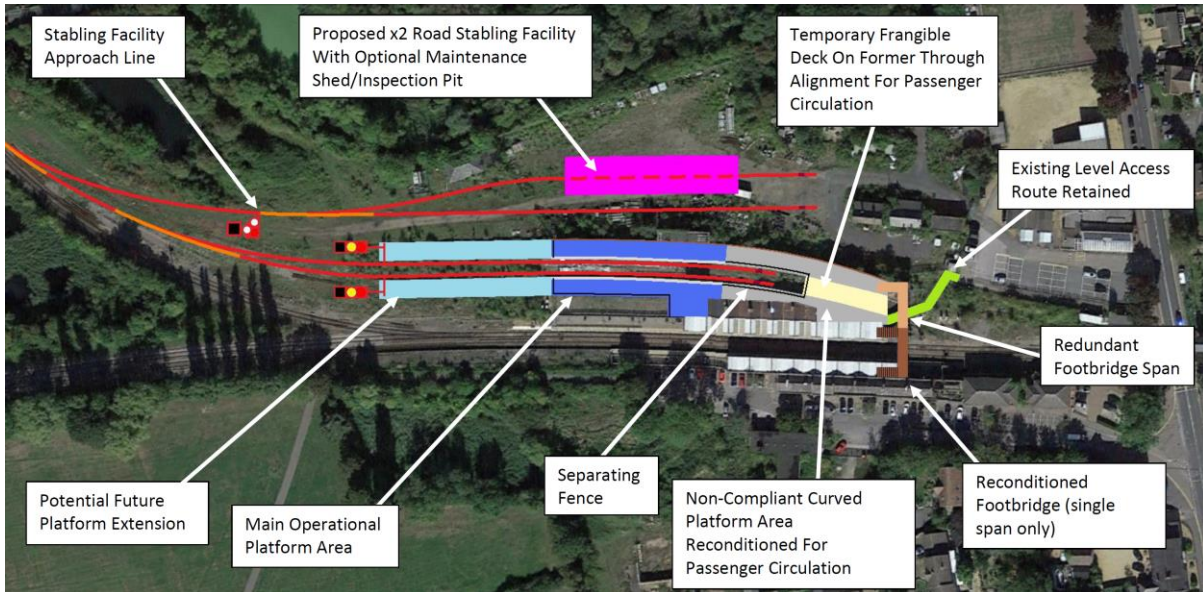 Stabling Facility
Approach Line
Proposed x2 Road Stabling Facility
With Optional Maintenance
Shed/Inspection Pit
Temporary Frangible
Deck On Former Through
Alignment For Passenger
Circulation
Existing Level Access
Route Retained
Redundant
Footbridge Span
Potential Future
Platform Extension
Main Operational
Platform Area
Separating
Fence
Non-Compliant Curved
Platform Area
Reconditioned For
Passenger Circulation
Reconditioned
Footbridge (single
span only)